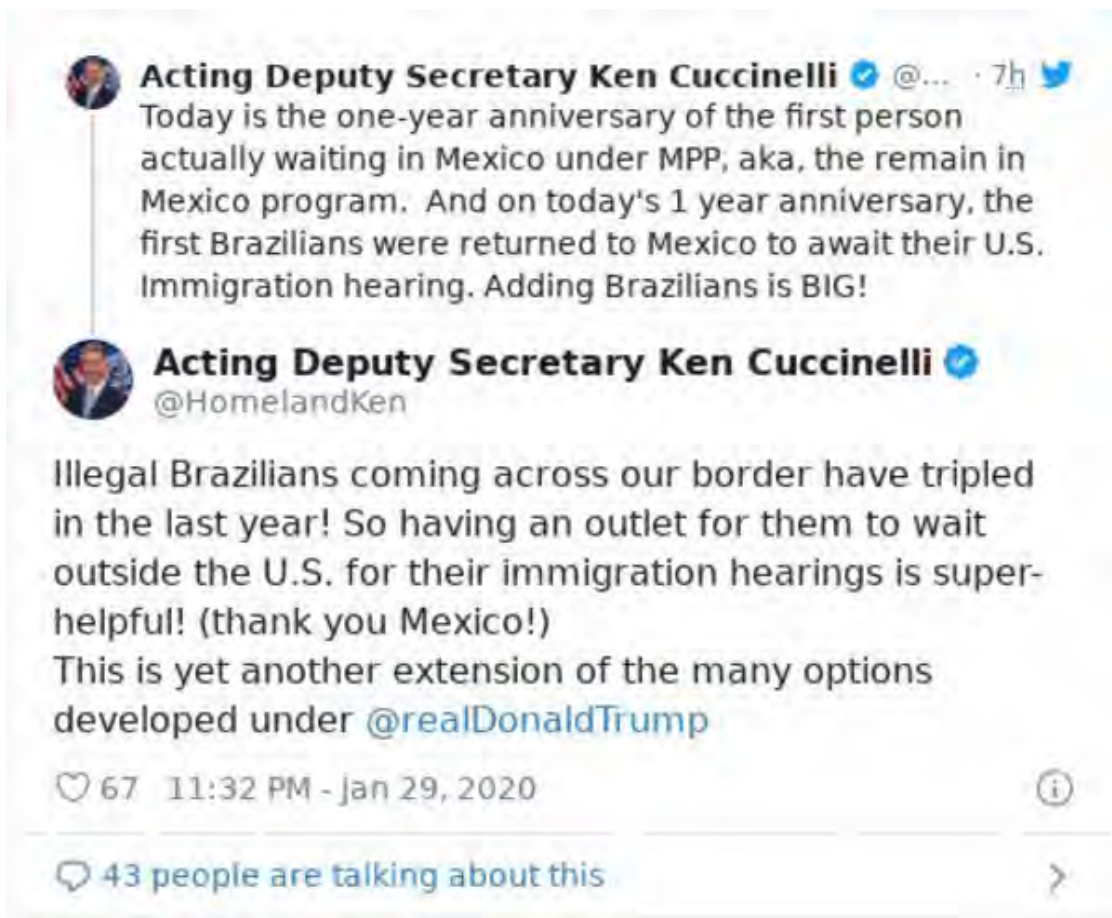 Acting Deputy Secretary Ken Cuccinelli @... · 7h
Today is the one-year anniversary of the first person
actually waiting in Mexico under MPP, aka, the remain in
Mexico program.  And on today's 1 year anniversary, the
first Brazilians were returned to Mexico to await their U.S.
Immigration hearing. Adding Brazilians is BIG!
Acting Deputy Secretary Ken Cuccinelli
@HomelandKen
Illegal Brazilians coming across our border have tripled
in the last year! So having an outlet for them to wait
outside the U.S. for their immigration hearings is super-
helpful! (thank you Mexico!)
This is yet another extension of the many options
developed under @realDonaldTrump
67 11:32 PM - Jan 29, 2020
43 people are talking about this